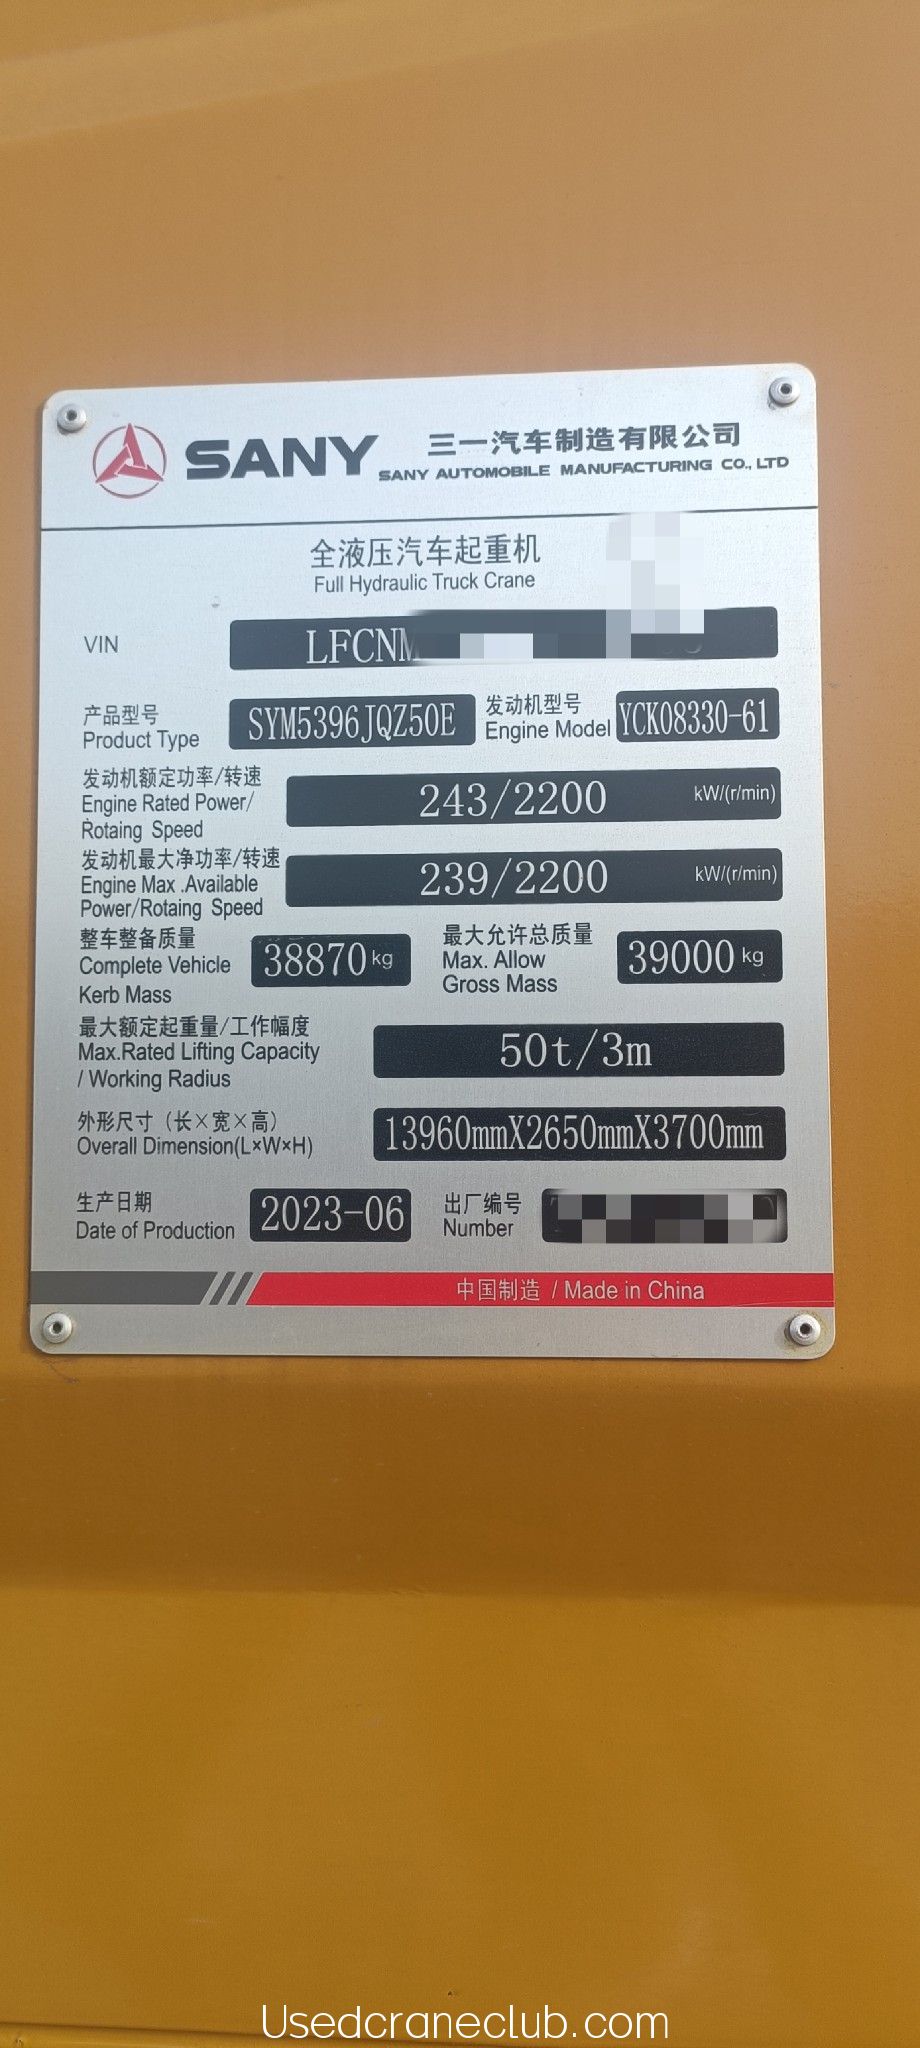 SANY 三一汽车制造有限公司
SANY AUTOMOBILE MANUFACTURING CO., LTD
全液压汽车起重机
Full Hydraulic Truck Crane
VIN LFCNM
产品型号 SYM5396JQZ50E 发动机型号 YCK08330-61
Product Type Engine Model
发动机额定功率/转速
Engine Rated Power/ 243/2200 kW/(r/min)
Rotaing Speed
发动机最大净功率/转速
Engine Max .Available 239/2200 kW/(r/min)
Power/Rotaing Speed
整车整备质量 最大允许总质量
Complete Vehicle 38870 kg Max. Allow 39000 kg
Kerb Mass Gross Mass
最大额定起重量/工作幅度
Max.Rated Lifting Capacity 50t/3m
/ Working Radius
外形尺寸（长×宽×高）
Overall Dimension(L×W×H) 13960mmX2650mmX3700mm
生产日期 2023-06 出厂编号
Date of Production Number
中国制造 / Made in China
Usedcraneclub.com